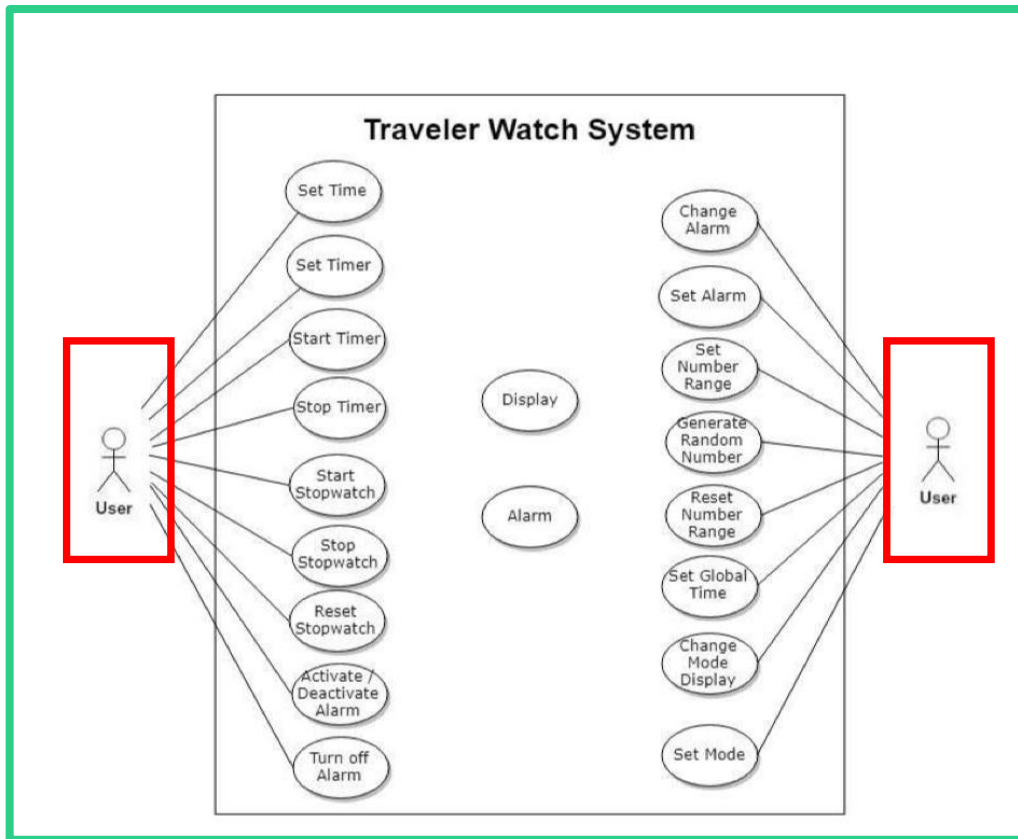 Traveler Watch System
Set Time
Set Timer
Start Timer
Stop Timer
Start
Stopwatch
Stop
Stopwatch
Reset
Stopwatch
Activate /
Deactivate
Alarm
Turn off
Alarm
User
Display
Alarm
Change
Alarm
Set Alarm
Set
Number
Range
Generate
Random
Number
Reset
Number
Range
Set Global
Time
Change
Mode
Display
Set Mode
User